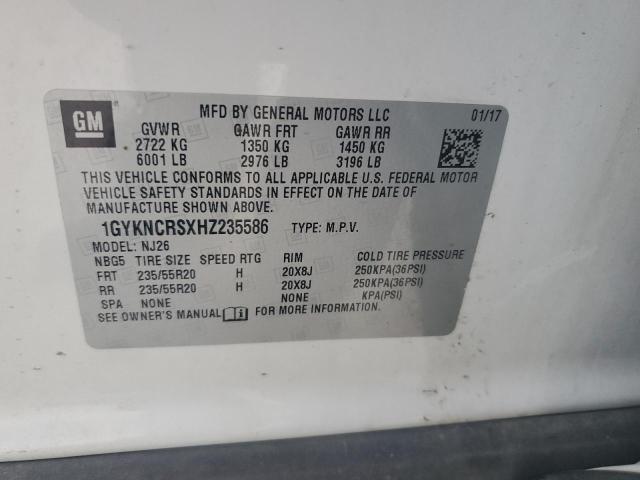 GM
MFD BY GENERAL MOTORS LLC 01/17
GVWR GAWR FRT GAWR RR
2722 KG 1350 KG 1450 KG
6001 LB 2976 LB 3196 LB
THIS VEHICLE CONFORMS TO ALL APPLICABLE U.S. FEDERAL MOTOR
VEHICLE SAFETY STANDARDS IN EFFECT ON THE DATE OF
MANUFACTURE SHOWN ABOVE.
1GYKNCRSXHZ235586 TYPE: M.P.V.
MODEL: NJ26
NBG5 TIRE SIZE SPEED RTG RIM COLD TIRE PRESSURE
FRT 235/55R20 H 20X8J 250KPA(36PSI)
RR 235/55R20 H 20X8J 250KPA(36PSI)
SPA NONE NONE KPA(PSI)
SEE OWNER'S MANUAL FOR MORE INFORMATION.